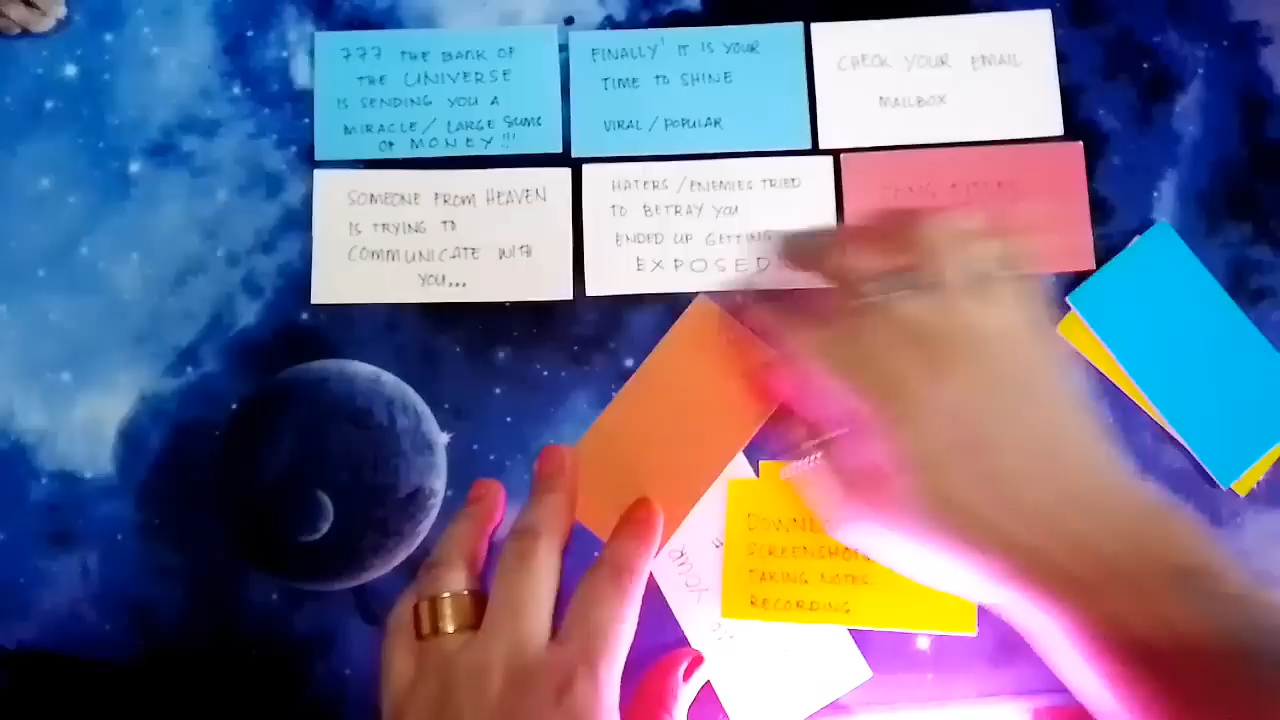 777 THE BANK OF
THE UNIVERSE
IS SENDING YOU A
MIRACLE/ LARGE SUMS
OF MONEY!!!
FINALLY! IT IS YOUR
TIME TO SHINE
VIRAL / POPULAR
CHECK YOUR EMAIL
MAILBOX
SOMEONE FROM HEAVEN
IS TRYING TO
COMMUNICATE WITH
YOU...
HATERS / ENEMIES TRIED
TO BETRAY YOU
ENDED UP GETTING
EXPOSED
SCREENSHOT
TAKING NOTES
RECORDING
YOUR